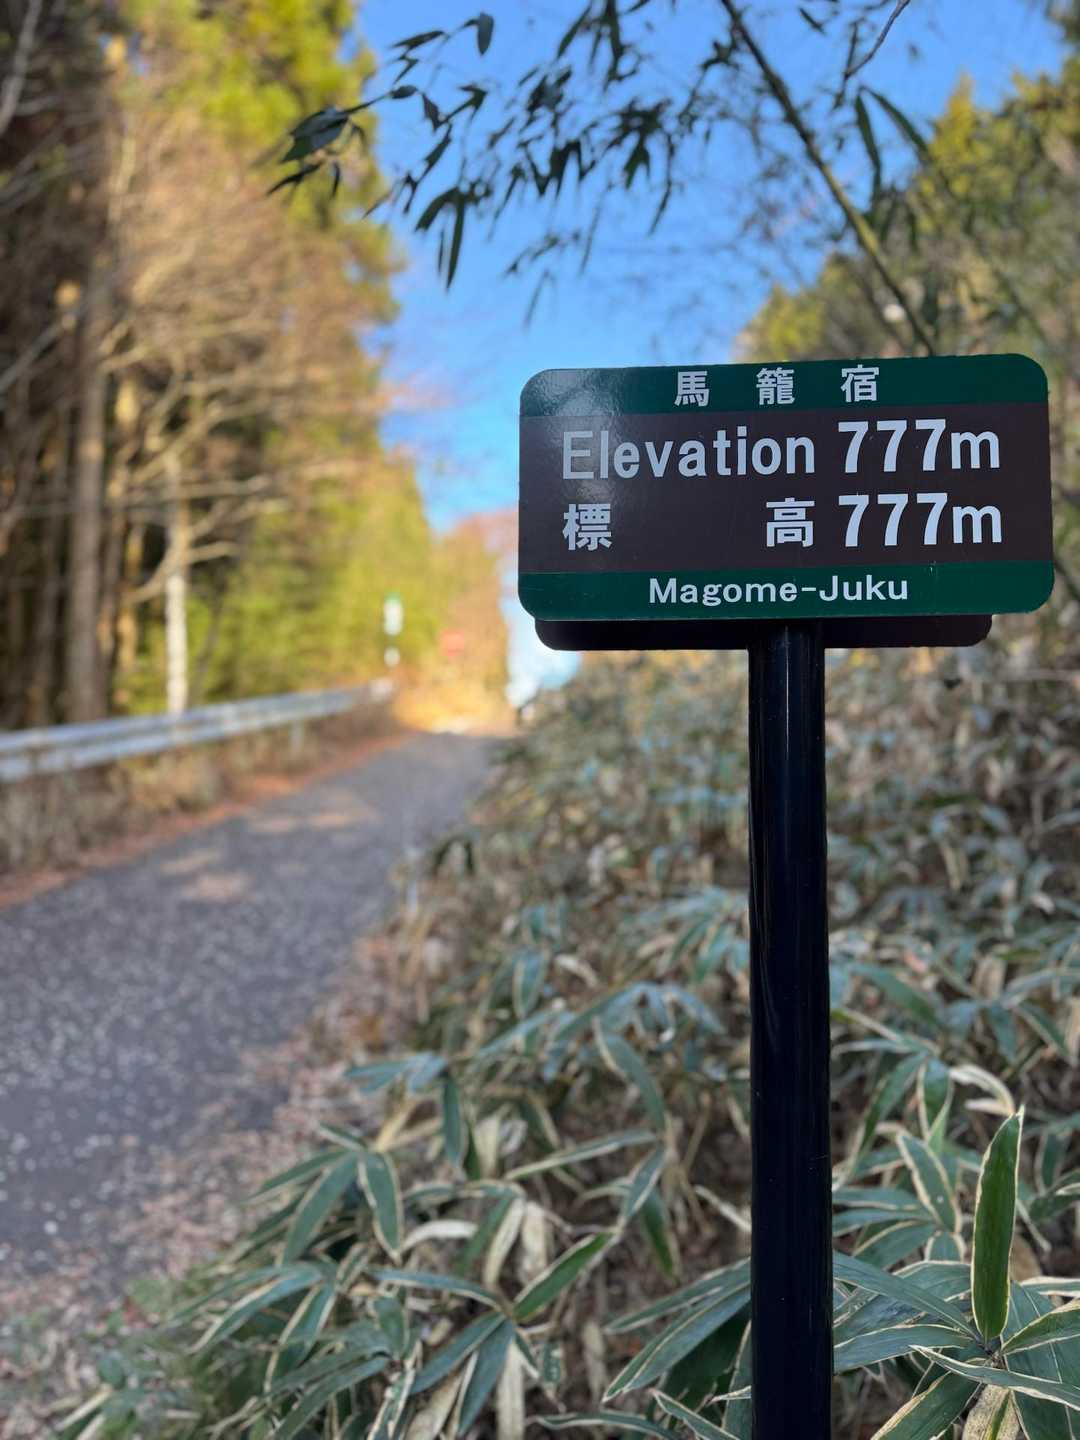 馬籠宿
Elevation 777m
標高 777m
Magome-Juku